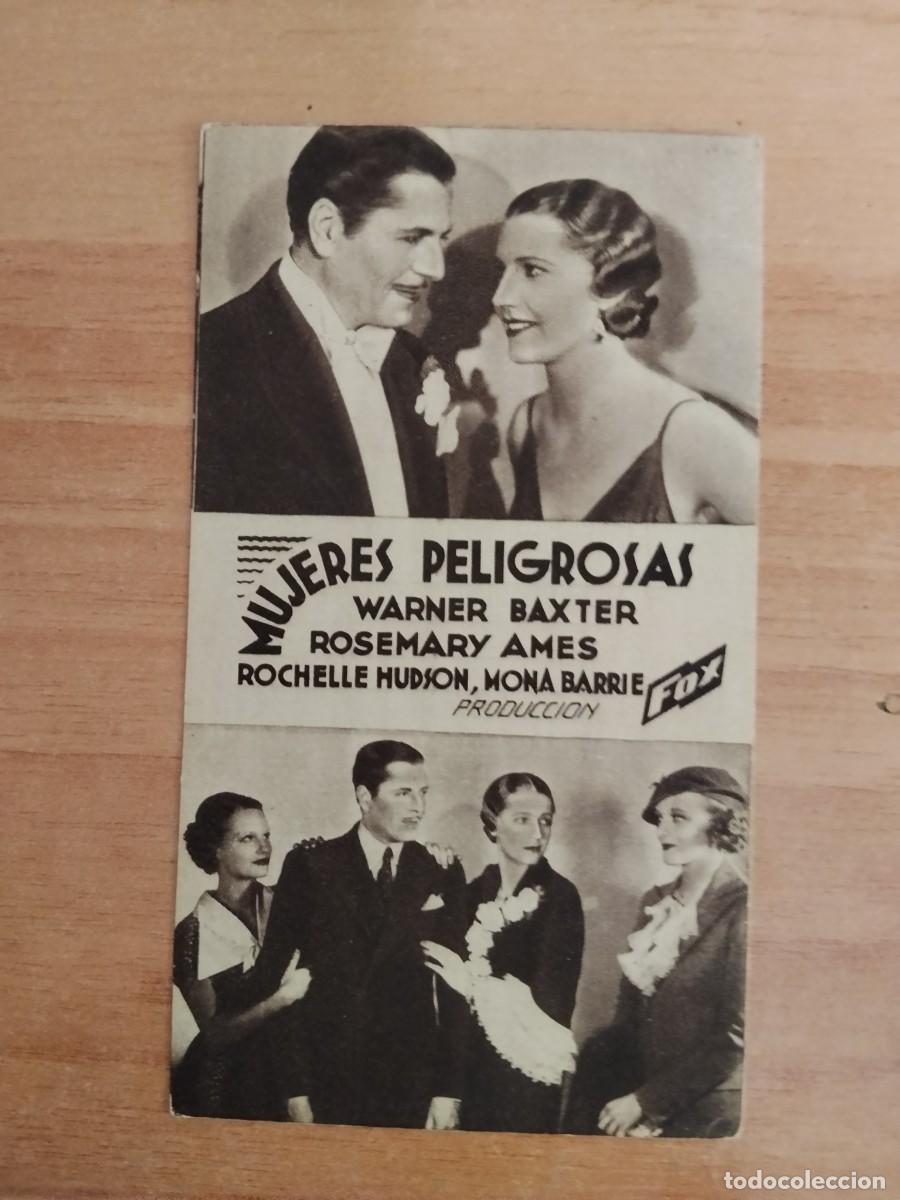 MUJERES PELIGROSAS
WARNER BAXTER
ROSEMARY AMES
ROCHELLE HUDSON, MONA BARRIE
PRODUCCION
FOX
todocoleccion